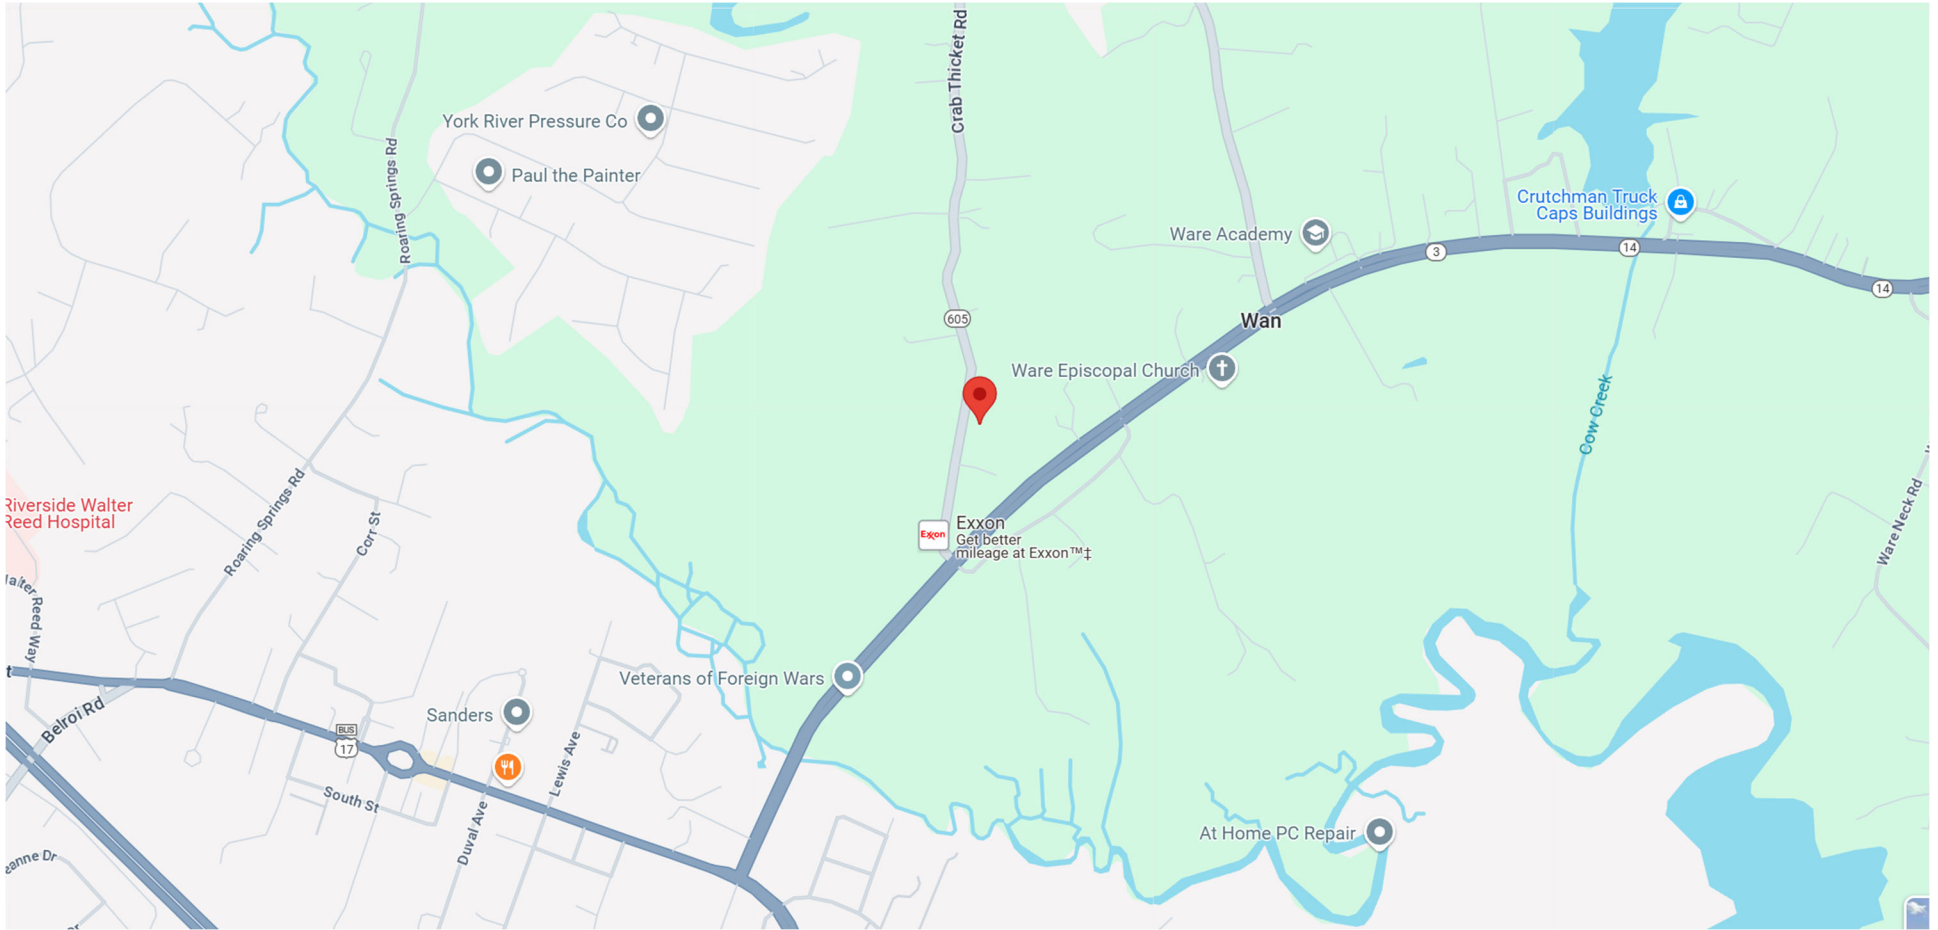 Crab Thicket Rd
York River Pressure Co
Paul the Painter
Roaring Springs Rd
Crutchman Truck
Caps Buildings
Ware Academy
3
14
14
605
Wan
Ware Episcopal Church
Cow Creek
Riverside Walter
Reed Hospital
Roaring Springs Rd
Corr St
Exxon
Exxon
Get better
mileage at Exxon™‡
Ware Neck Rd
alter Reed Way
t
Veterans of Foreign Wars
Belroi Rd
Sanders
BUS
17
Lewis Ave
South St
Duval Ave
At Home PC Repair
eanne Dr
Dr